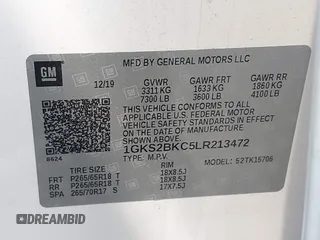 GM
MFD BY GENERAL MOTORS LLC
12/19
GVWR GAWR FRT GAWR RR
3311 KG 1633 KG 1860 KG
7300 LB 3600 LB 4100 LB
THIS VEHICLE CONFORMS TO ALL
APPLICABLE U.S. FEDERAL MOTOR
VEHICLE SAFETY AND THEFT
PREVENTION STANDARDS IN EFFECT
ON THE DATE OF MANUFACTURE
SHOWN ABOVE.
1GKS2BKC5LR213472
8624
TYPE: M.P.V. MODEL: 52TK15706
TIRE SIZE RIM
FRT P265/65R18 T 18X8.5J
RR P265/65R18 T 18X8.5J
SPA 265/70R17 S 17X7.5J
DREAMBID